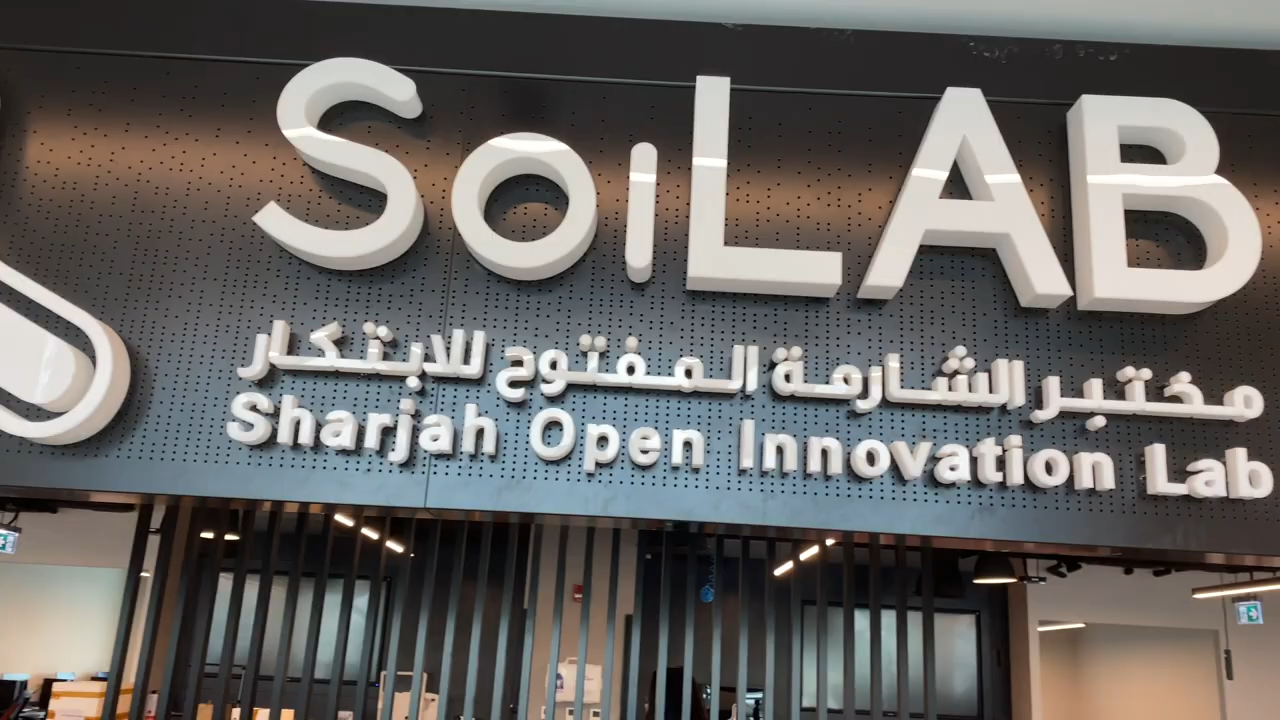 SoiLAB
مختبر الشارقة المفتوح للابتكار
Sharjah Open Innovation Lab